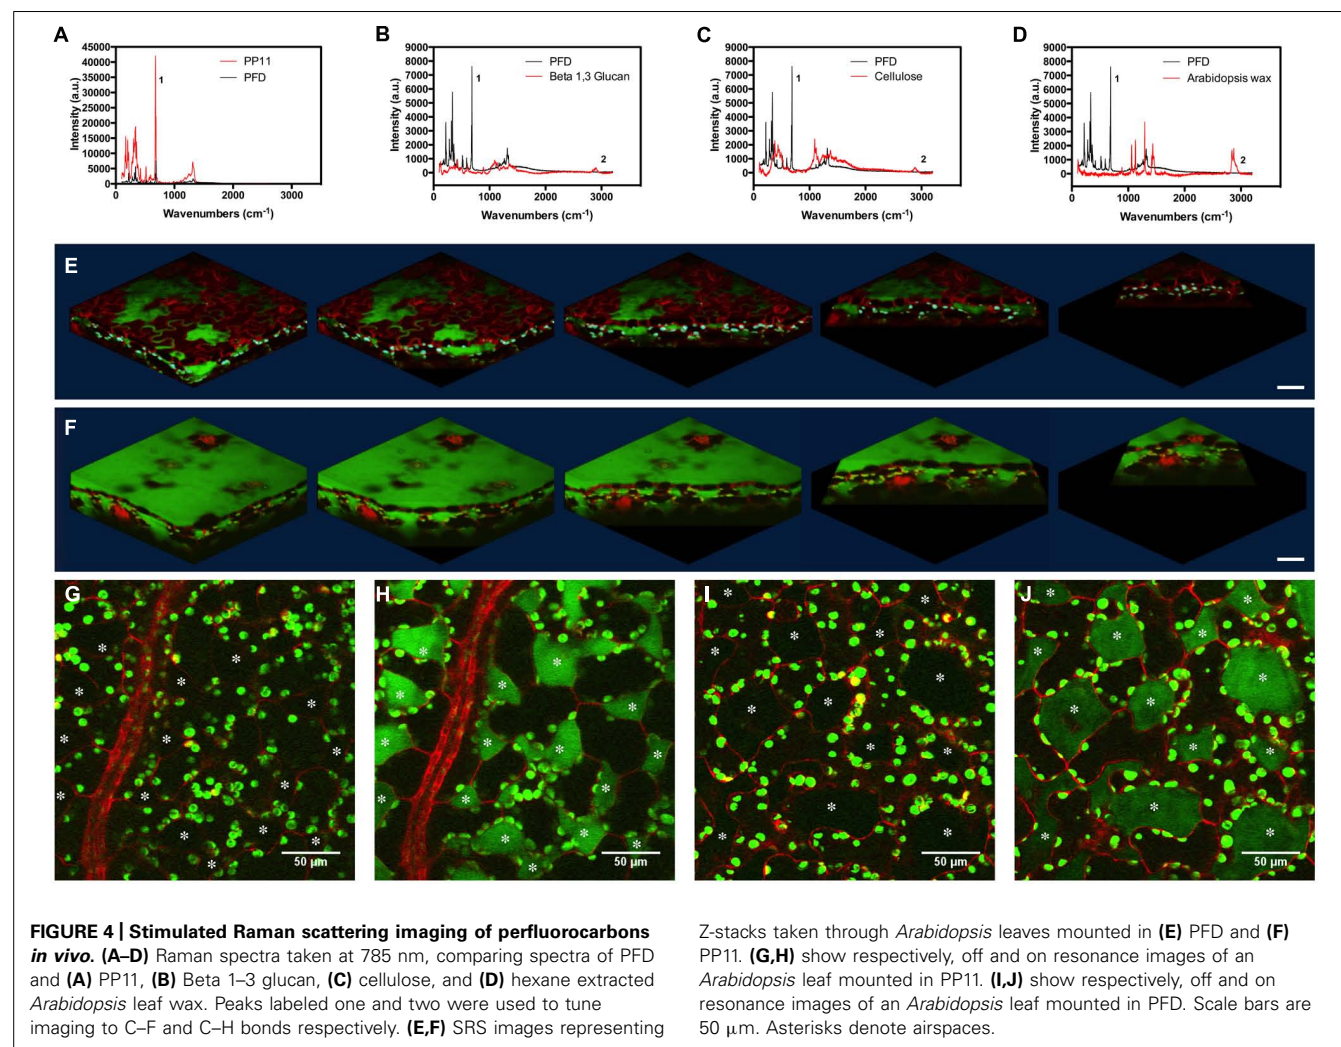 A
45000
40000
35000
30000
25000
20000
15000
10000
5000
0
0
1000
2000
3000
Intensity (a.u.)
Wavenumbers (cm⁻¹)
PP11
PFD
1
B
9000
8000
7000
6000
5000
4000
3000
2000
1000
0
0
1000
2000
3000
Intensity (a.u.)
Wavenumbers (cm⁻¹)
PFD
Beta 1,3 Glucan
1
2
C
9000
8000
7000
6000
5000
4000
3000
2000
1000
0
0
1000
2000
3000
Intensity (a.u.)
Wavenumbers (cm⁻¹)
PFD
Cellulose
1
2
D
9000
8000
7000
6000
5000
4000
3000
2000
1000
0
0
1000
2000
3000
Intensity (a.u.)
Wavenumbers (cm⁻¹)
PFD
Arabidopsis wax
1
2
E
F
G
50 µm
H
50 µm
I
50 µm
J
50 µm
FIGURE 4 | Stimulated Raman scattering imaging of perfluorocarbons
in vivo. (A–D) Raman spectra taken at 785 nm, comparing spectra of PFD
and (A) PP11, (B) Beta 1–3 glucan, (C) cellulose, and (D) hexane extracted
Arabidopsis leaf wax. Peaks labeled one and two were used to tune
imaging to C–F and C–H bonds respectively. (E,F) SRS images representing
Z-stacks taken through Arabidopsis leaves mounted in (E) PFD and (F)
PP11. (G,H) show respectively, off and on resonance images of an
Arabidopsis leaf mounted in PP11. (I,J) show respectively, off and on
resonance images of an Arabidopsis leaf mounted in PFD. Scale bars are
50 µm. Asterisks denote airspaces.